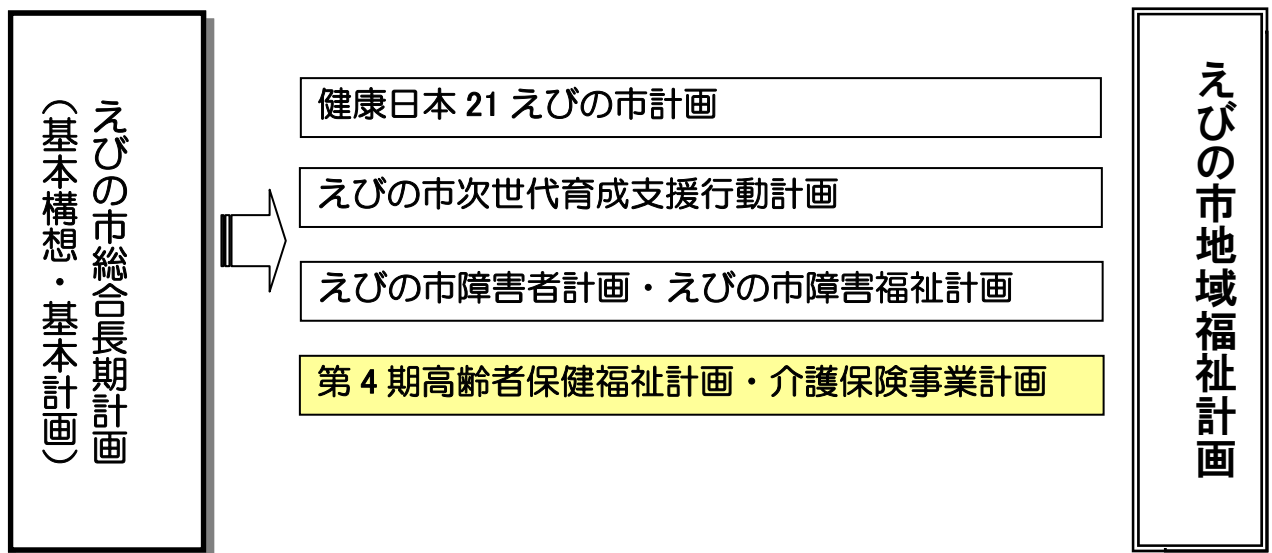 えびの市総合長期計画
（基本構想・基本計画）
健康日本 21 えびの市計画
えびの市次世代育成支援行動計画
えびの市障害者計画・えびの市障害福祉計画
第 4 期高齢者保健福祉計画・介護保険事業計画
えびの市地域福祉計画